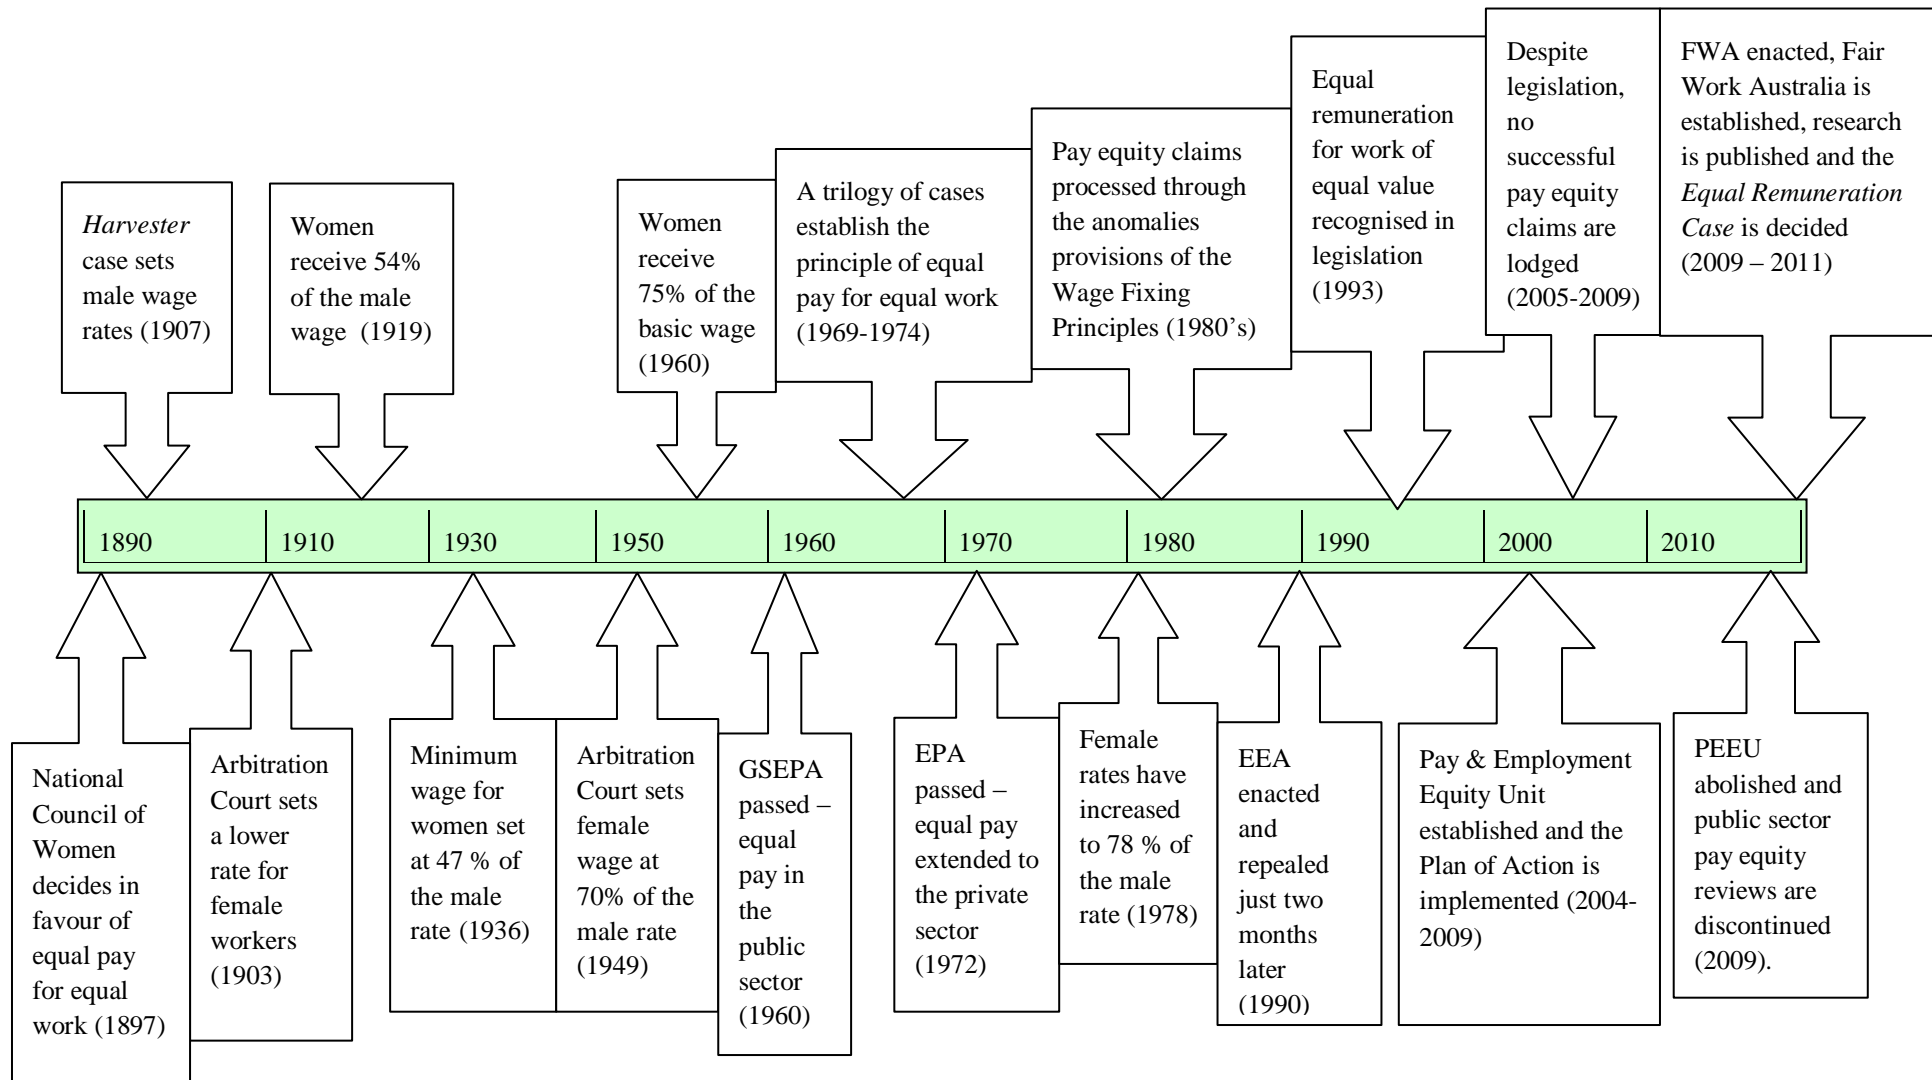 Harvester
case sets
male wage
rates (1907)
Women
receive 54%
of the male
wage  (1919)
Women
receive
75% of the
basic wage
(1960)
A trilogy of cases
establish the
principle of equal
pay for equal work
(1969-1974)
Pay equity claims
processed through
the anomalies
provisions of the
Wage Fixing
Principles (1980’s)
Equal
remuneration
for work of
equal value
recognised in
legislation
(1993)
Despite
legislation,
no
successful
pay equity
claims are
lodged
(2005-2009)
FWA enacted, Fair
Work Australia is
established, research
is published and the
Equal Remuneration
Case is decided
(2009 – 2011)
1890
1910
1930
1950
1960
1970
1980
1990
2000
2010
National
Council of
Women
decides in
favour of
equal pay
for equal
work (1897)
Arbitration
Court sets
a lower
rate for
female
workers
(1903)
Minimum
wage for
women set
at 47 % of
the male
rate (1936)
Arbitration
Court sets
female
wage at
70% of the
male rate
(1949)
GSEPA
passed –
equal
pay in
the
public
sector
(1960)
EPA
passed –
equal pay
extended to
the private
sector
(1972)
Female
rates have
increased
to 78 % of
the male
rate (1978)
EEA
enacted
and
repealed
just two
months
later
(1990)
Pay & Employment
Equity Unit
established and the
Plan of Action is
implemented (2004-
2009)
PEEU
abolished and
public sector
pay equity
reviews are
discontinued
(2009).